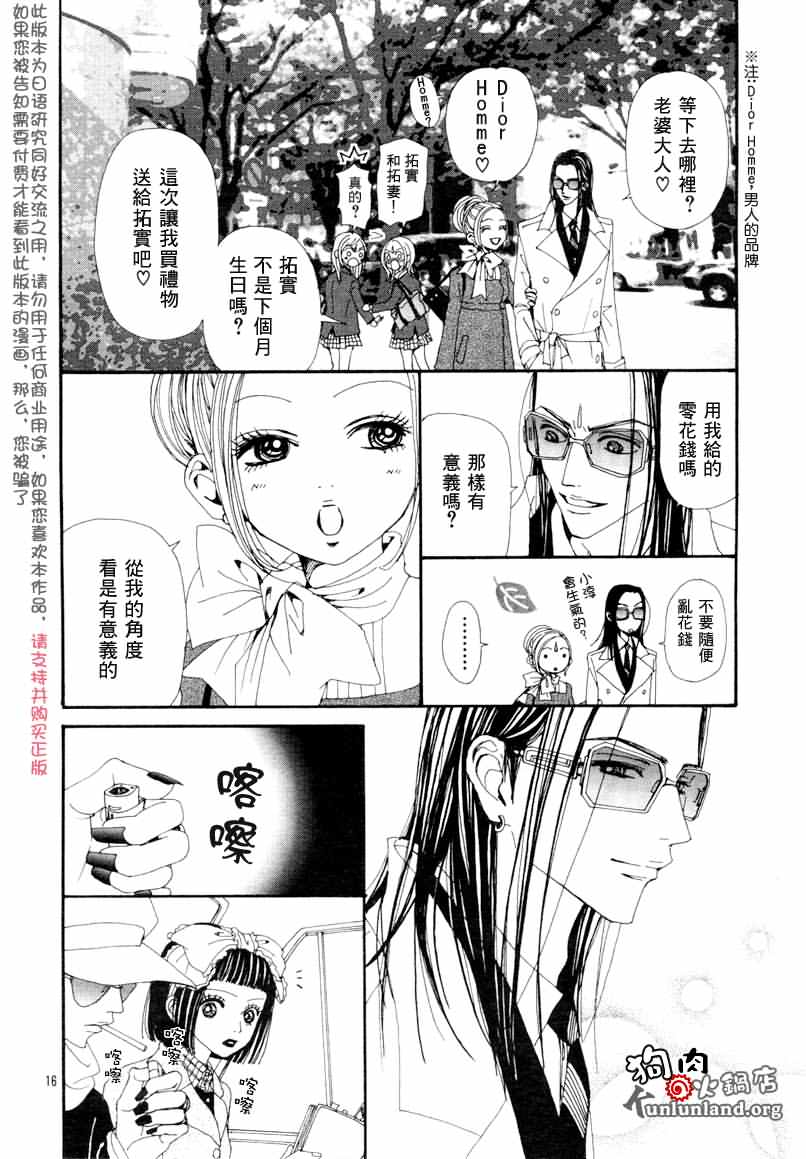 ※注:Dior Homme,男人的品牌
等下去哪裡?
老婆大人♡
Dior
Homme♡
Homme?
拓實
和拓妻!
真的?
拓實
不是下個月
生日嗎?
這次讓我買禮物
送給拓實吧♡
用我給的
零花錢嗎
那樣有
意義嗎?
從我的角度
看是有意義的
不要隨便
亂花錢
小淳
會生氣的?
………
喀
嚓
喀
嚓
喀
嚓
喀
嚓
16
狗肉
火鍋店
Kunlunland.org
此版本为日语研究同好交流之用,请勿用于任何商业用途,如果您喜欢本作品,请支持并购买正版
如果您被告知需要付费才能看到此版本的漫画,那么,您被骗了